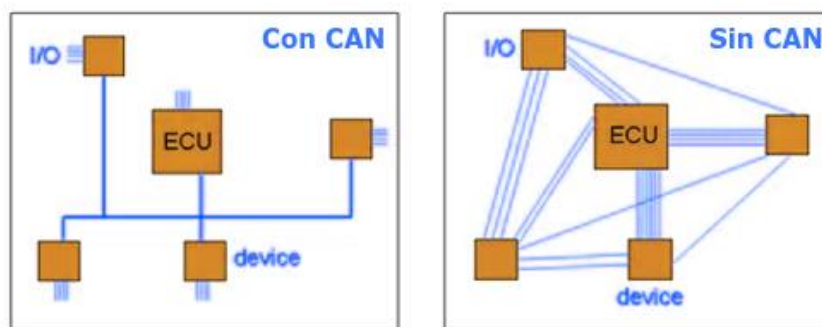 Con CAN
I/O
ECU
device
Sin CAN
I/O
ECU
device